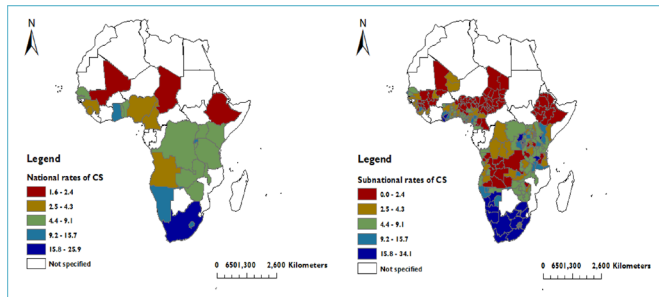 N
Legend
National rates of CS
1.6 - 2.4
2.5 - 4.3
4.4 - 9.1
9.2 - 15.7
15.8 - 25.9
Not specified
0 6501,300 2,600 Kilometers
N
Legend
Subnational rates of CS
0.0 - 2.4
2.5 - 4.3
4.4 - 9.1
9.2 - 15.7
15.8 - 34.1
Not specified
0 6501,300 2,600 Kilometers